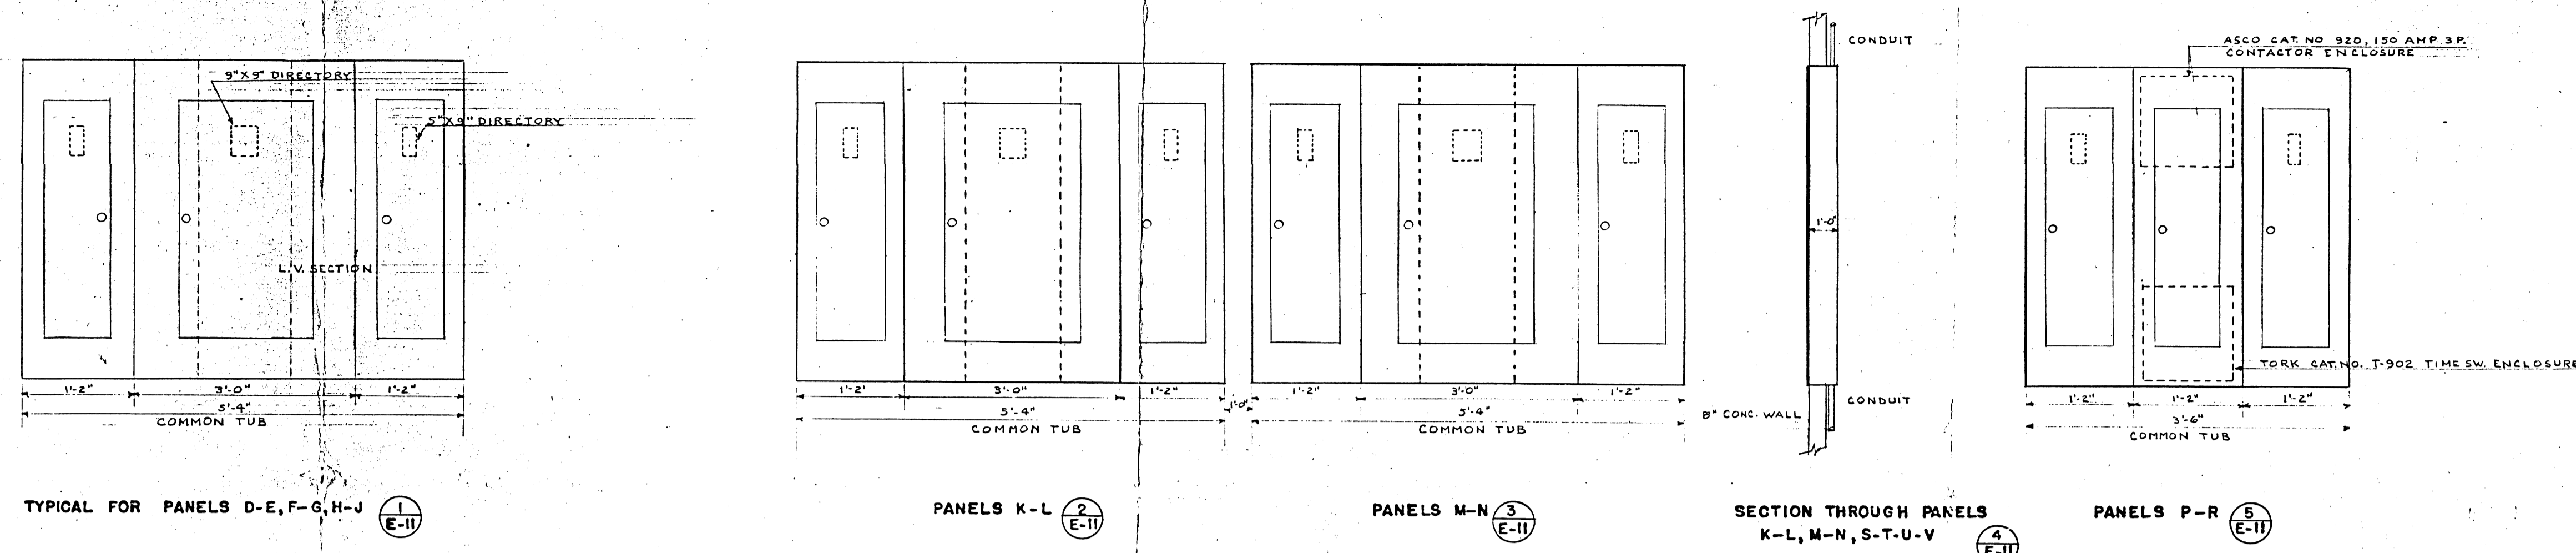 9"X9" DIRECTORY
5"X9" DIRECTORY
L.V. SECTION
1'-2" 3'-0" 1'-2"
5'-4"
COMMON TUB
TYPICAL FOR PANELS D-E, F-G, H-J
1
E-11
1'-2' 3'-0" 1'-2"
5'-4"
COMMON TUB
1'-0"
PANELS K-L
2
E-11
1'-2" 3'-0" 1'-2"
5'-4"
COMMON TUB
PANELS M-N
3
E-11
CONDUIT
1'-0"
8" CONC. WALL
CONDUIT
SECTION THROUGH PANELS
K-L, M-N, S-T-U-V
4
E-11
ASCO CAT. NO 920, 150 AMP 3P.
CONTACTOR ENCLOSURE
TORK CAT. NO. T-902 TIME SW. ENCLOSURE
1'-2" 1'-2" 1'-2"
3'-6"
COMMON TUB
PANELS P-R
5
E-11